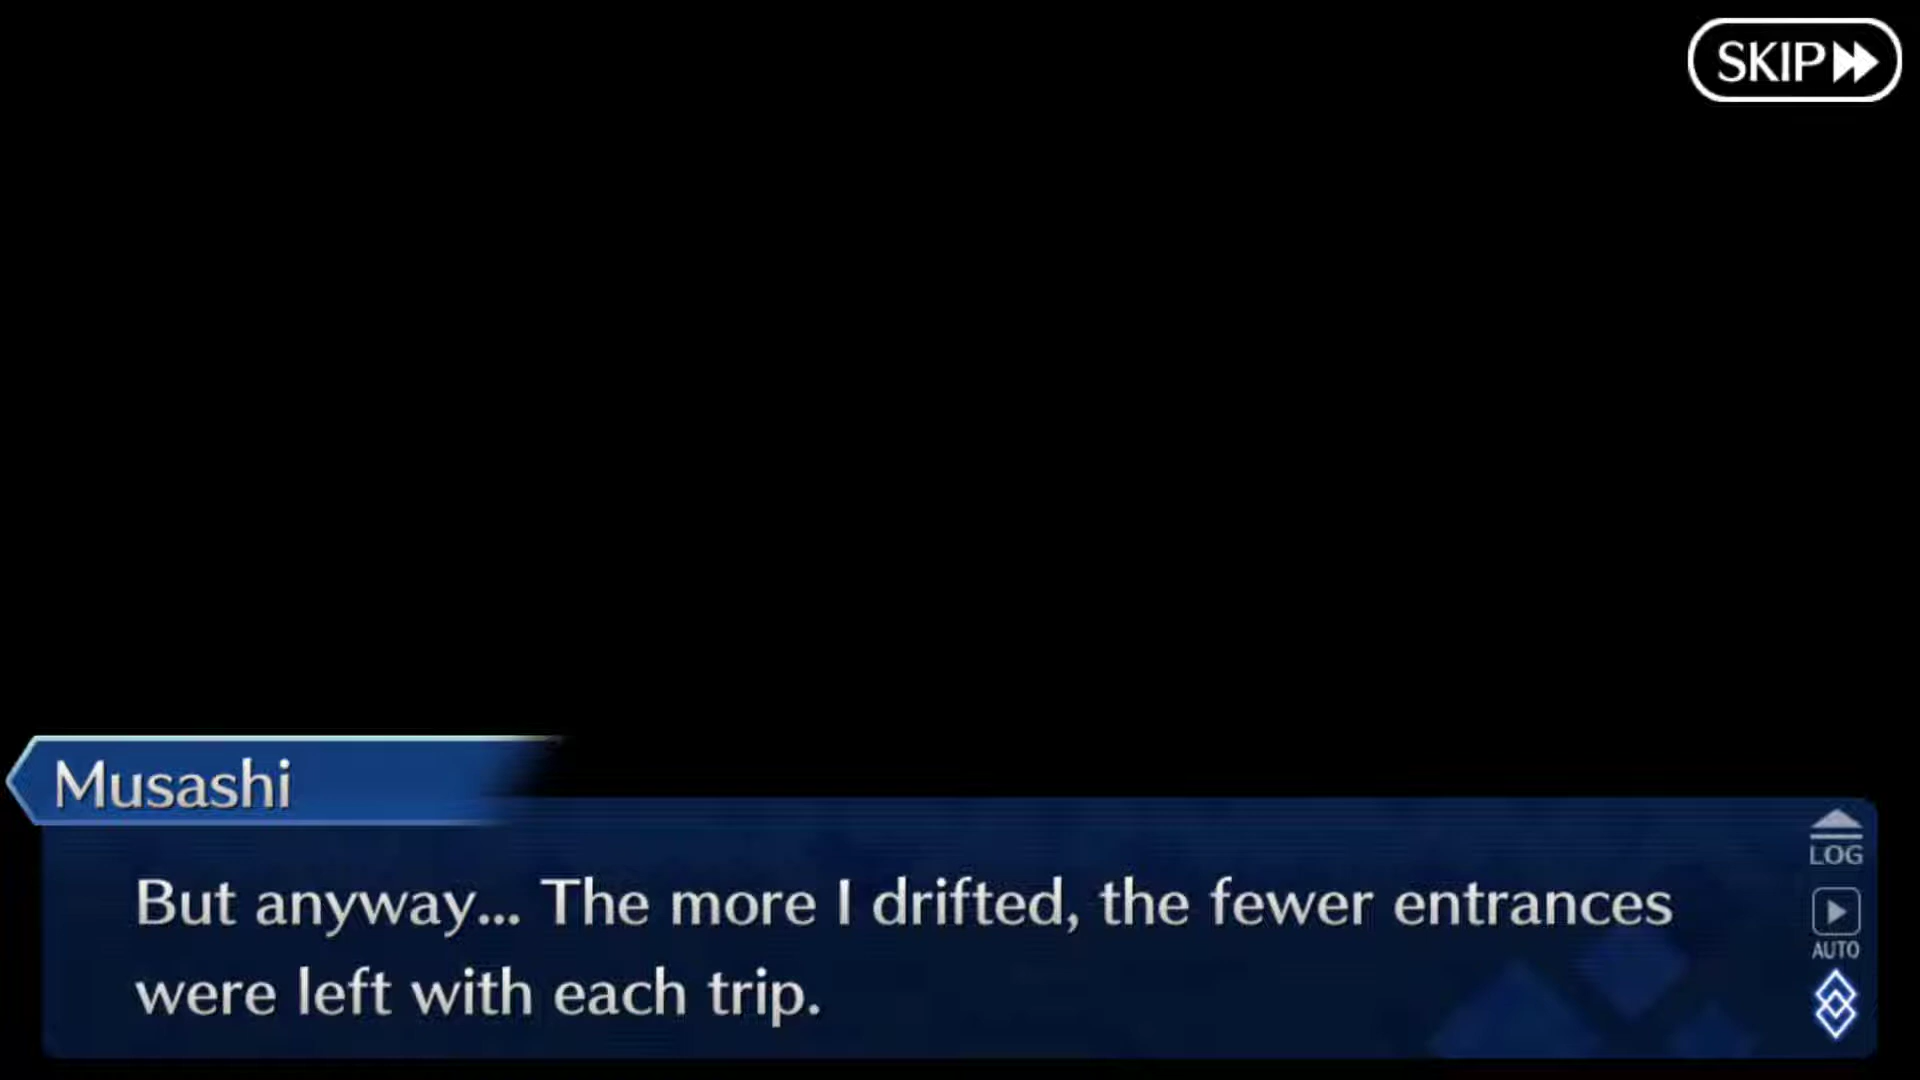 SKIP
Musashi
LOG
But anyway... The more I drifted, the fewer entrances
AUTO
were left with each trip.